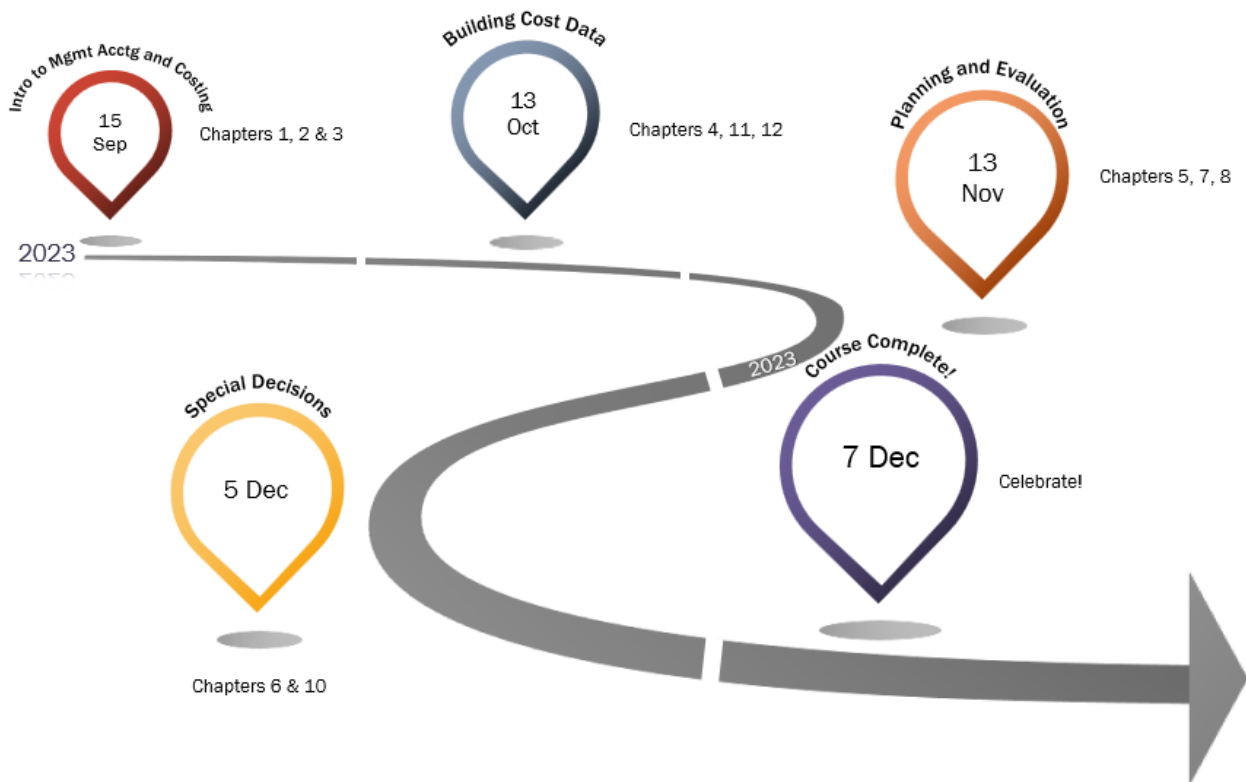 Intro to Mgmt Acctg and Costing
15
Sep
Chapters 1, 2 & 3
Building Cost Data
13
Oct
Chapters 4, 11, 12
Planning and Evaluation
13
Nov
Chapters 5, 7, 8
2023
2023
Special Decisions
5 Dec
Chapters 6 & 10
Course Complete!
7 Dec
Celebrate!